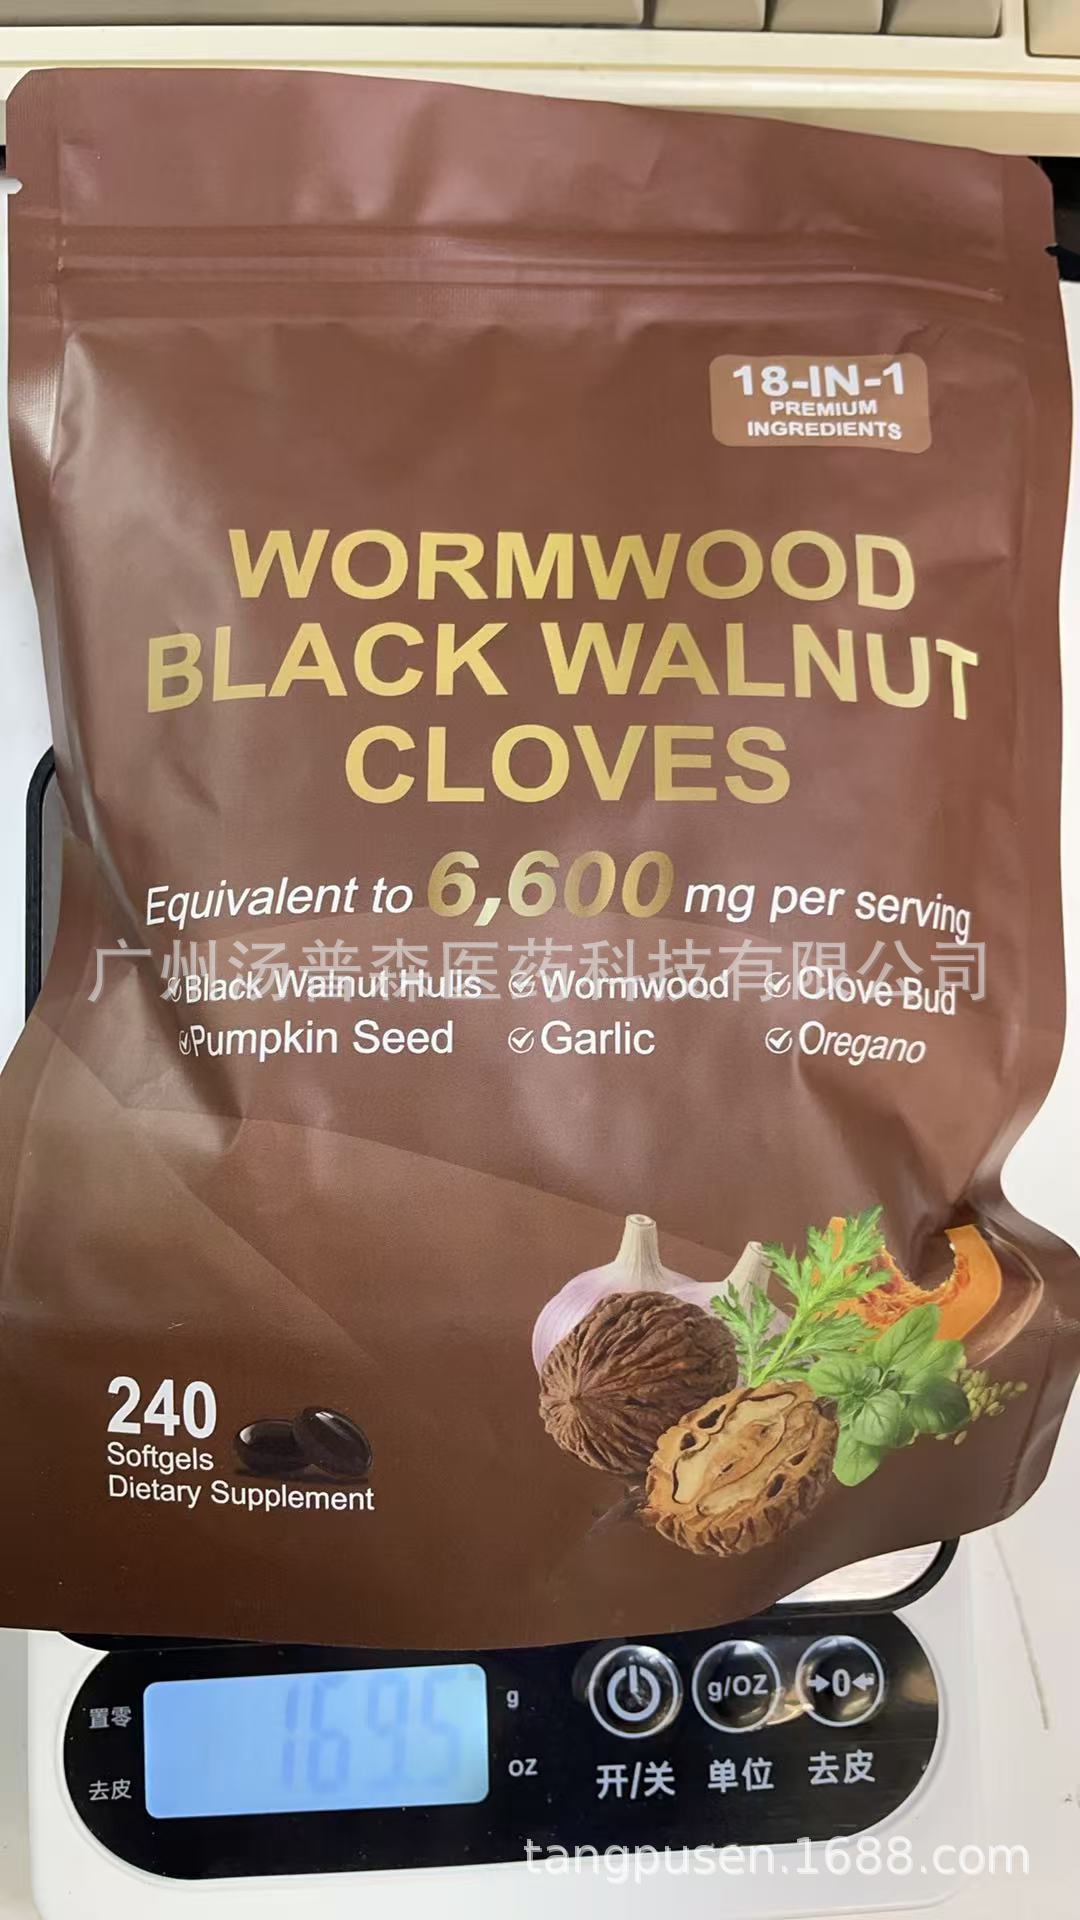 18-IN-1
PREMIUM
INGREDIENTS
WORMWOOD
BLACK WALNUT
CLOVES
Equivalent to 6,600 mg per serving
广州汤普森医药科技有限公司
Black Walnut Hulls Wormwood Clove Bud
Pumpkin Seed Garlic Oregano
240
Softgels
Dietary Supplement
置零 169.5 g g/oz →0←
去皮 oz 开/关 单位 去皮
tangpusen.1688.com